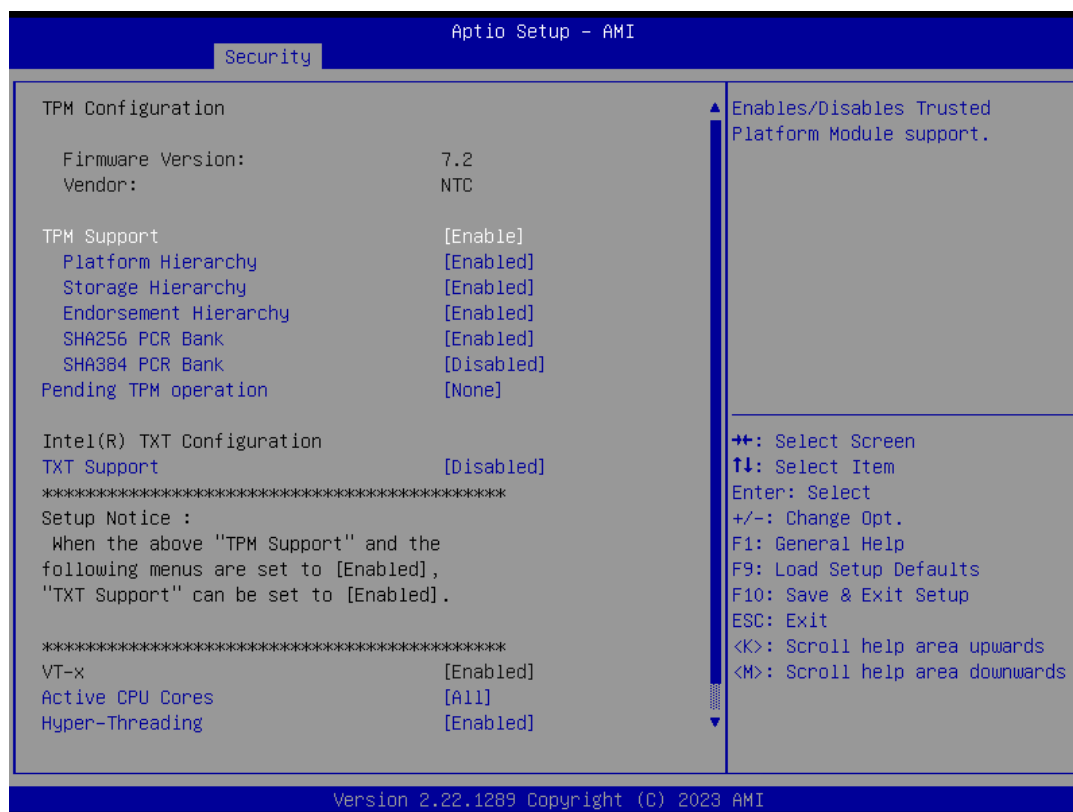 Aptio Setup – AMI
Security
TPM Configuration
Firmware Version: 7.2
Vendor: NTC
TPM Support [Enable]
Platform Hierarchy [Enabled]
Storage Hierarchy [Enabled]
Endorsement Hierarchy [Enabled]
SHA256 PCR Bank [Enabled]
SHA384 PCR Bank [Disabled]
Pending TPM operation [None]
Intel(R) TXT Configuration
TXT Support [Disabled]
********************************************
Setup Notice :
When the above "TPM Support" and the
following menus are set to [Enabled],
"TXT Support" can be set to [Enabled].
********************************************
VT-x [Enabled]
Active CPU Cores [All]
Hyper-Threading [Enabled]
Enables/Disables Trusted
Platform Module support.
→←: Select Screen
↑↓: Select Item
Enter: Select
+/-: Change Opt.
F1: General Help
F9: Load Setup Defaults
F10: Save & Exit Setup
ESC: Exit
<K>: Scroll help area upwards
<M>: Scroll help area downwards
Version 2.22.1289 Copyright (C) 2023 AMI